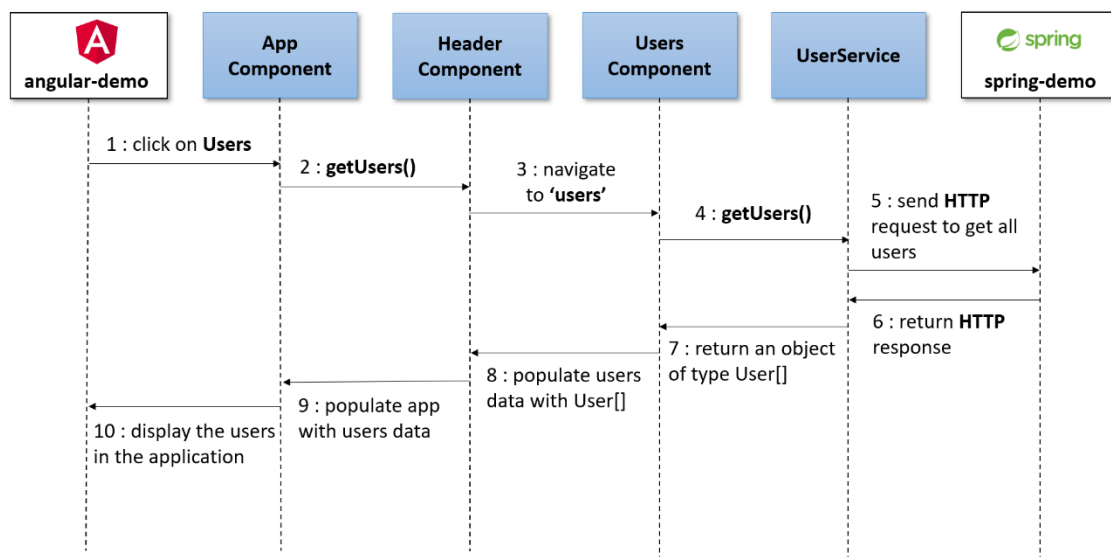 A
angular-demo
App
Component
Header
Component
Users
Component
UserService
spring
spring-demo
1 : click on Users
2 : getUsers()
3 : navigate
to ‘users’
4 : getUsers()
5 : send HTTP
request to get all
users
6 : return HTTP
response
7 : return an object
of type User[]
8 : populate users
data with User[]
9 : populate app
with users data
10 : display the users
in the application